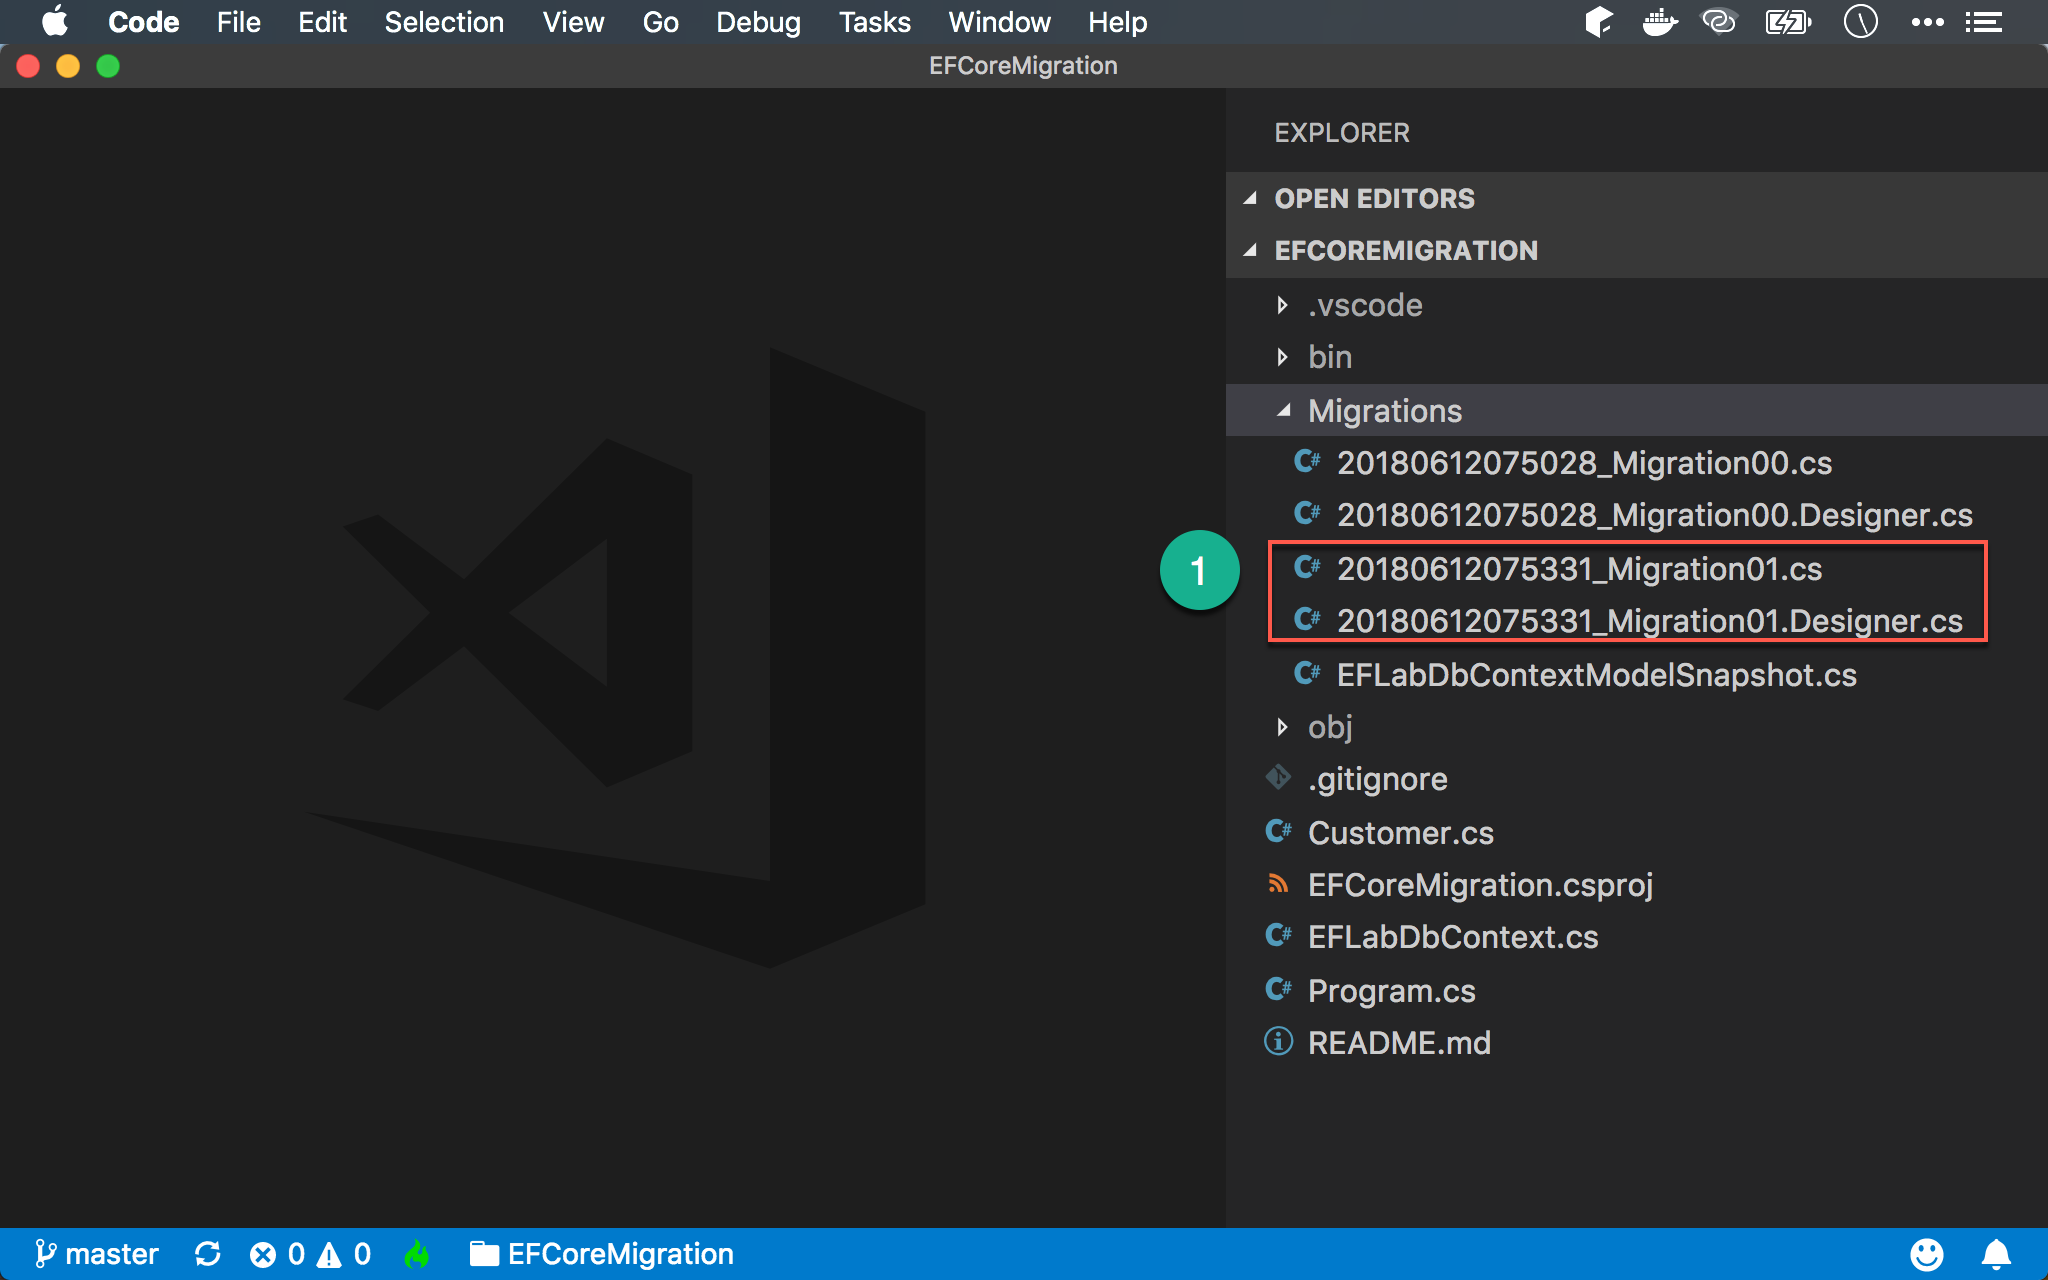 Code File Edit Selection View Go Debug Tasks Window Help
EFCoreMigration
EXPLORER
OPEN EDITORS
EFCOREMIGRATION
.vscode
bin
Migrations
C# 20180612075028_Migration00.cs
C# 20180612075028_Migration00.Designer.cs
1
C# 20180612075331_Migration01.cs
C# 20180612075331_Migration01.Designer.cs
C# EFLabDbContextModelSnapshot.cs
obj
.gitignore
C# Customer.cs
EFCoreMigration.csproj
C# EFLabDbContext.cs
C# Program.cs
README.md
master 0 0 EFCoreMigration